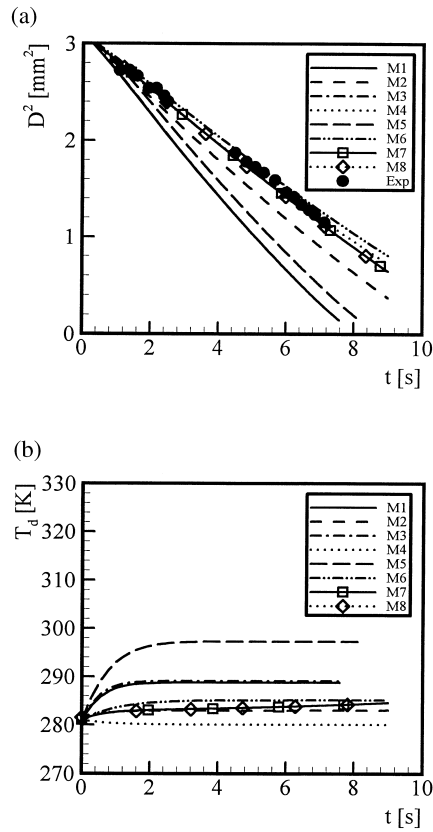 (a)
D² [mm²]
3
2
1
0
0 2 4 6 8 10
t [s]
M1
M2
M3
M4
M5
M6
M7
M8
Exp
(b)
T_d [K]
330
320
310
300
290
280
270
0 2 4 6 8 10
t [s]
M1
M2
M3
M4
M5
M6
M7
M8